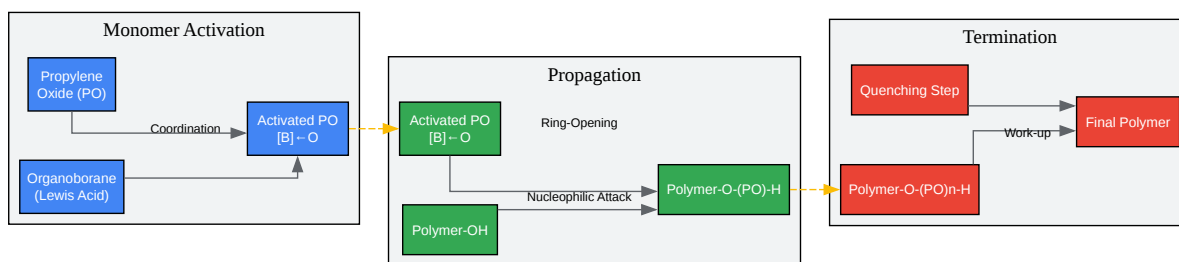 Monomer Activation
Propylene
Oxide (PO)
Coordination
Activated PO
[B]←O
Organoborane
(Lewis Acid)
Propagation
Activated PO
[B]←O
Ring-Opening
Nucleophilic Attack
Polymer-OH
Polymer-O-(PO)-H
Termination
Quenching Step
Final Polymer
Work-up
Polymer-O-(PO)n-H